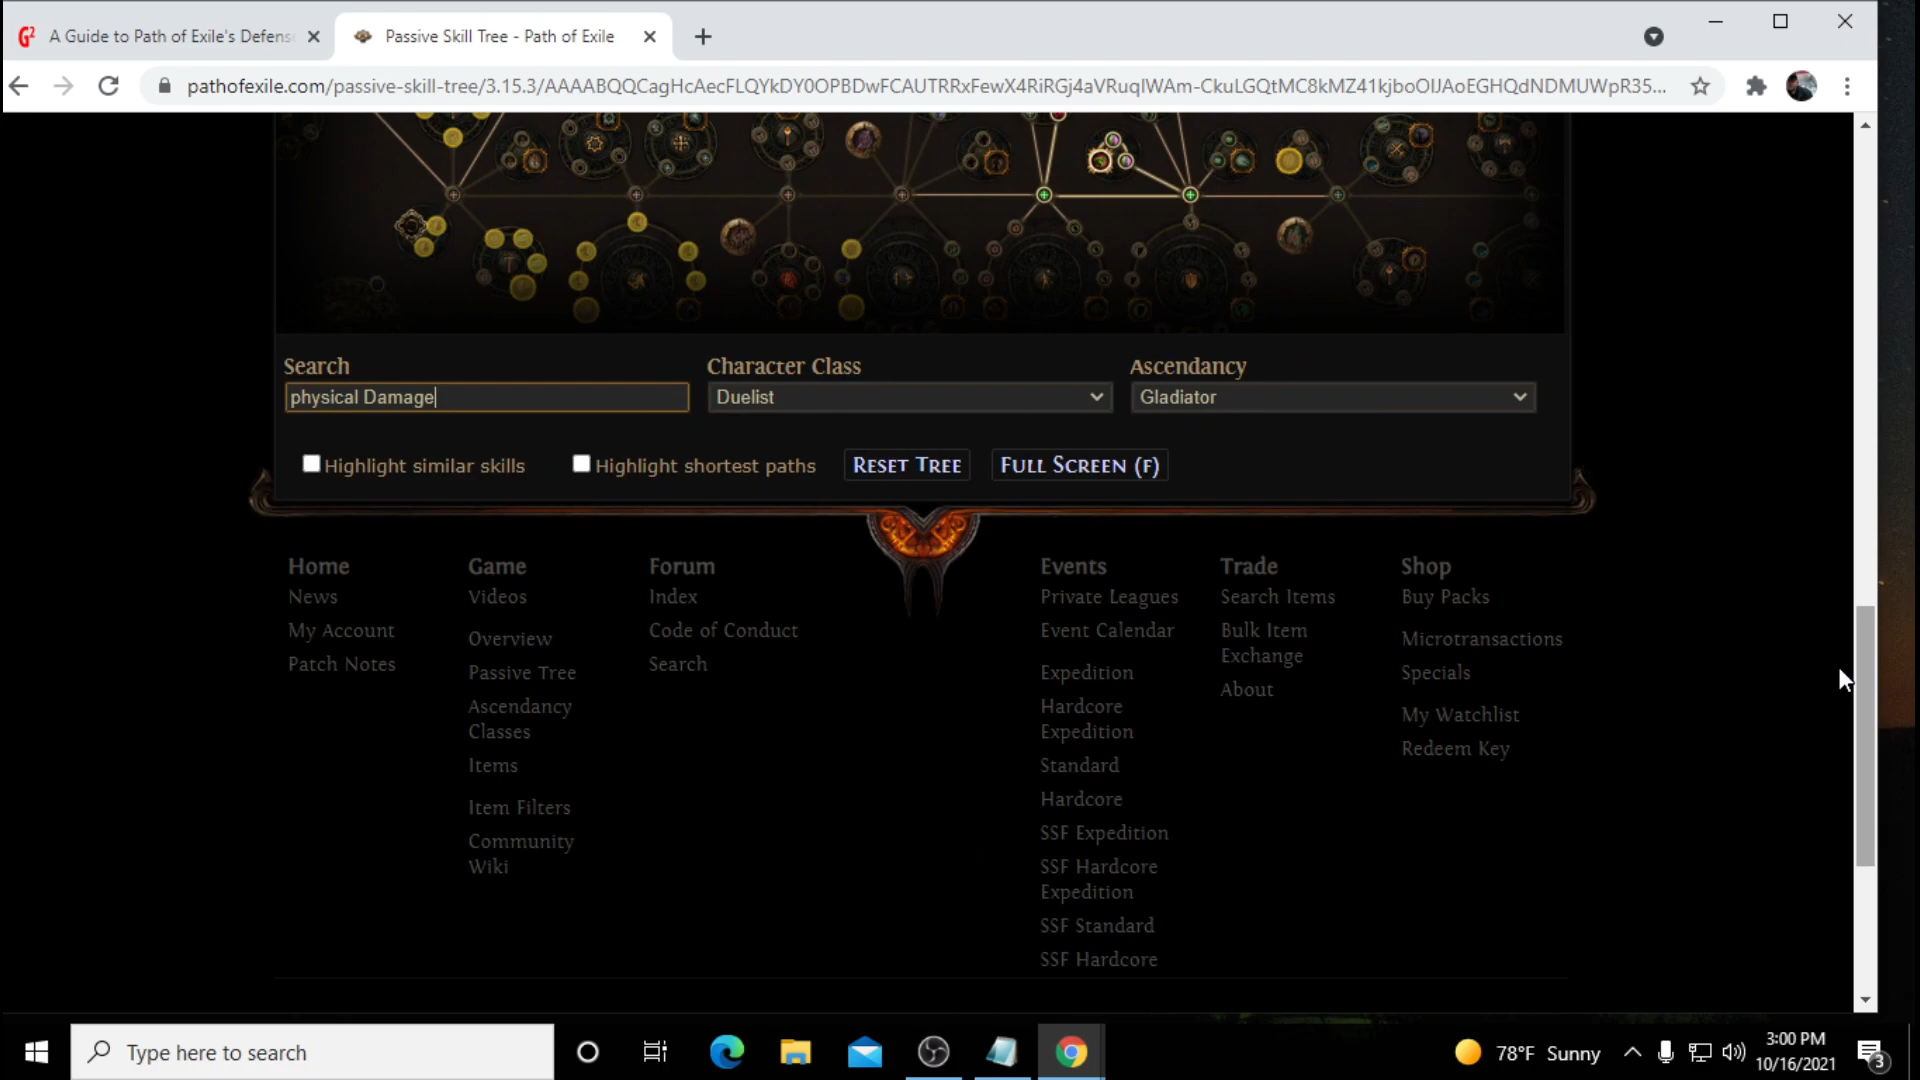 A Guide to Path of Exile's Defens
Passive Skill Tree - Path of Exile
pathofexile.com/passive-skill-tree/3.15.3/AAAABQQCagHcAecFLQYkDY0OPBDwFCAUTRRxFewX4RiRGj4aVRuqIWAm-CkuLGQtMC8kMZ41kjboOIJAoEGHQdNDMUWpR35...
Search
Character Class
Ascendancy
physical Damage
Duelist
Gladiator
Highlight similar skills
Highlight shortest paths
RESET TREE
FULL SCREEN (F)
Home
News
My Account
Patch Notes
Game
Videos
Overview
Passive Tree
Ascendancy
Classes
Items
Item Filters
Community
Wiki
Forum
Index
Code of Conduct
Search
Events
Private Leagues
Event Calendar
Expedition
Hardcore
Expedition
Standard
Hardcore
SSF Expedition
SSF Hardcore
Expedition
SSF Standard
SSF Hardcore
Trade
Search Items
Bulk Item
Exchange
About
Shop
Buy Packs
Microtransactions
Specials
My Watchlist
Redeem Key
Type here to search
78°F Sunny
3:00 PM
10/16/2021
3